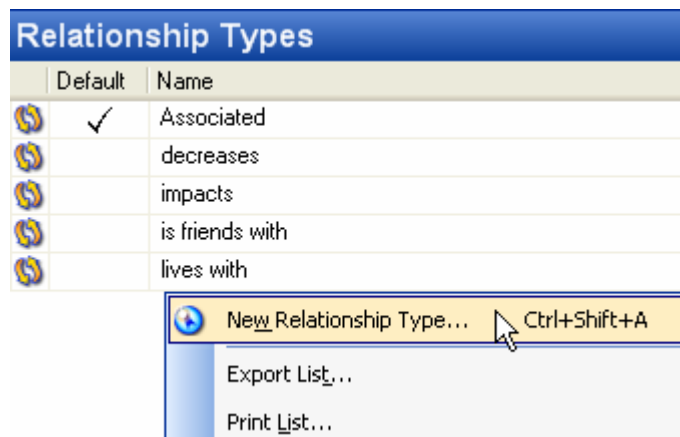 Relationship Types
Default Name
Associated
decreases
impacts
is friends with
lives with
New Relationship Type... Ctrl+Shift+A
Export List...
Print List...